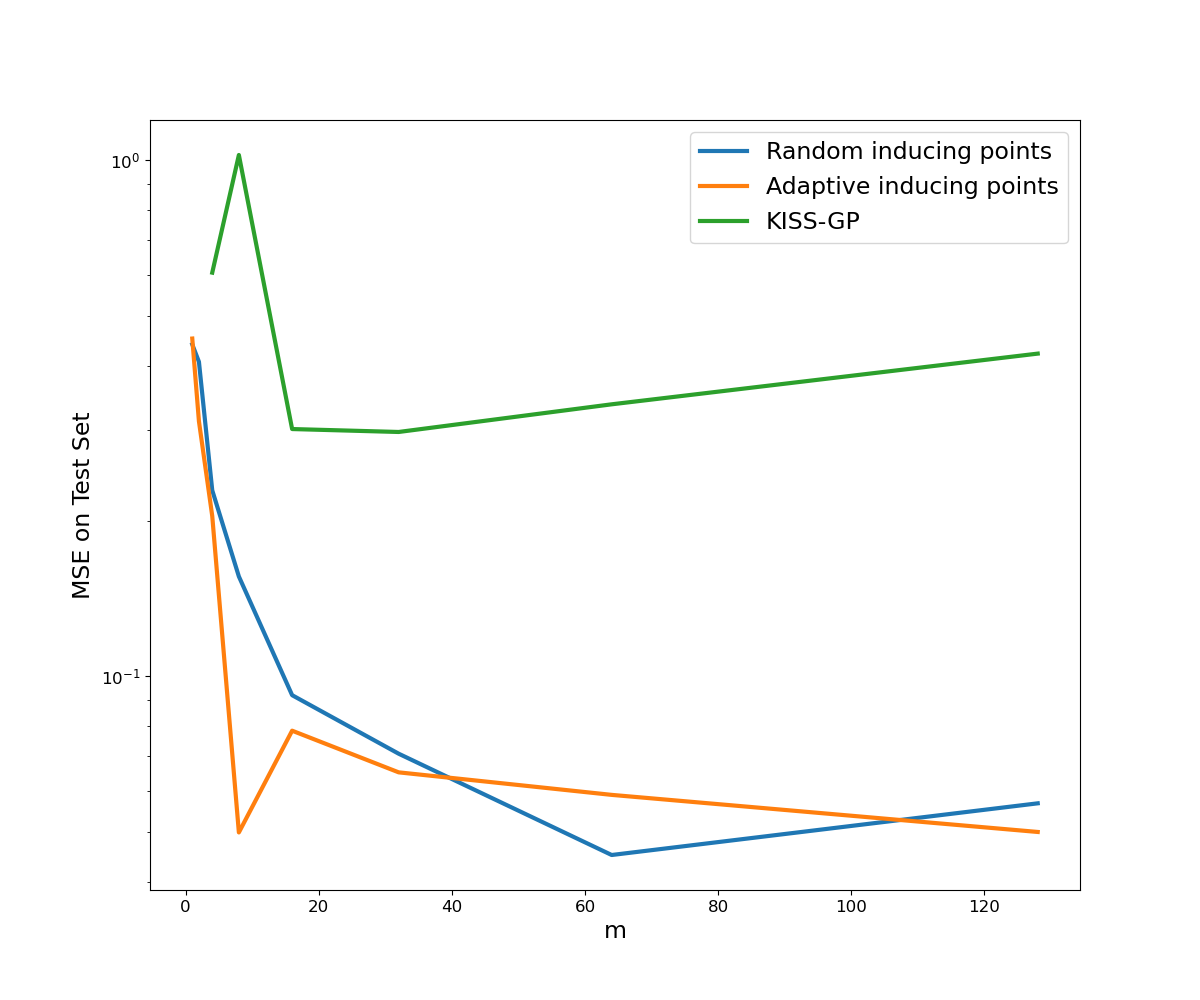 Random inducing points
Adaptive inducing points
KISS-GP
MSE on Test Set
10⁰
10⁻¹
0 20 40 60 80 100 120
m